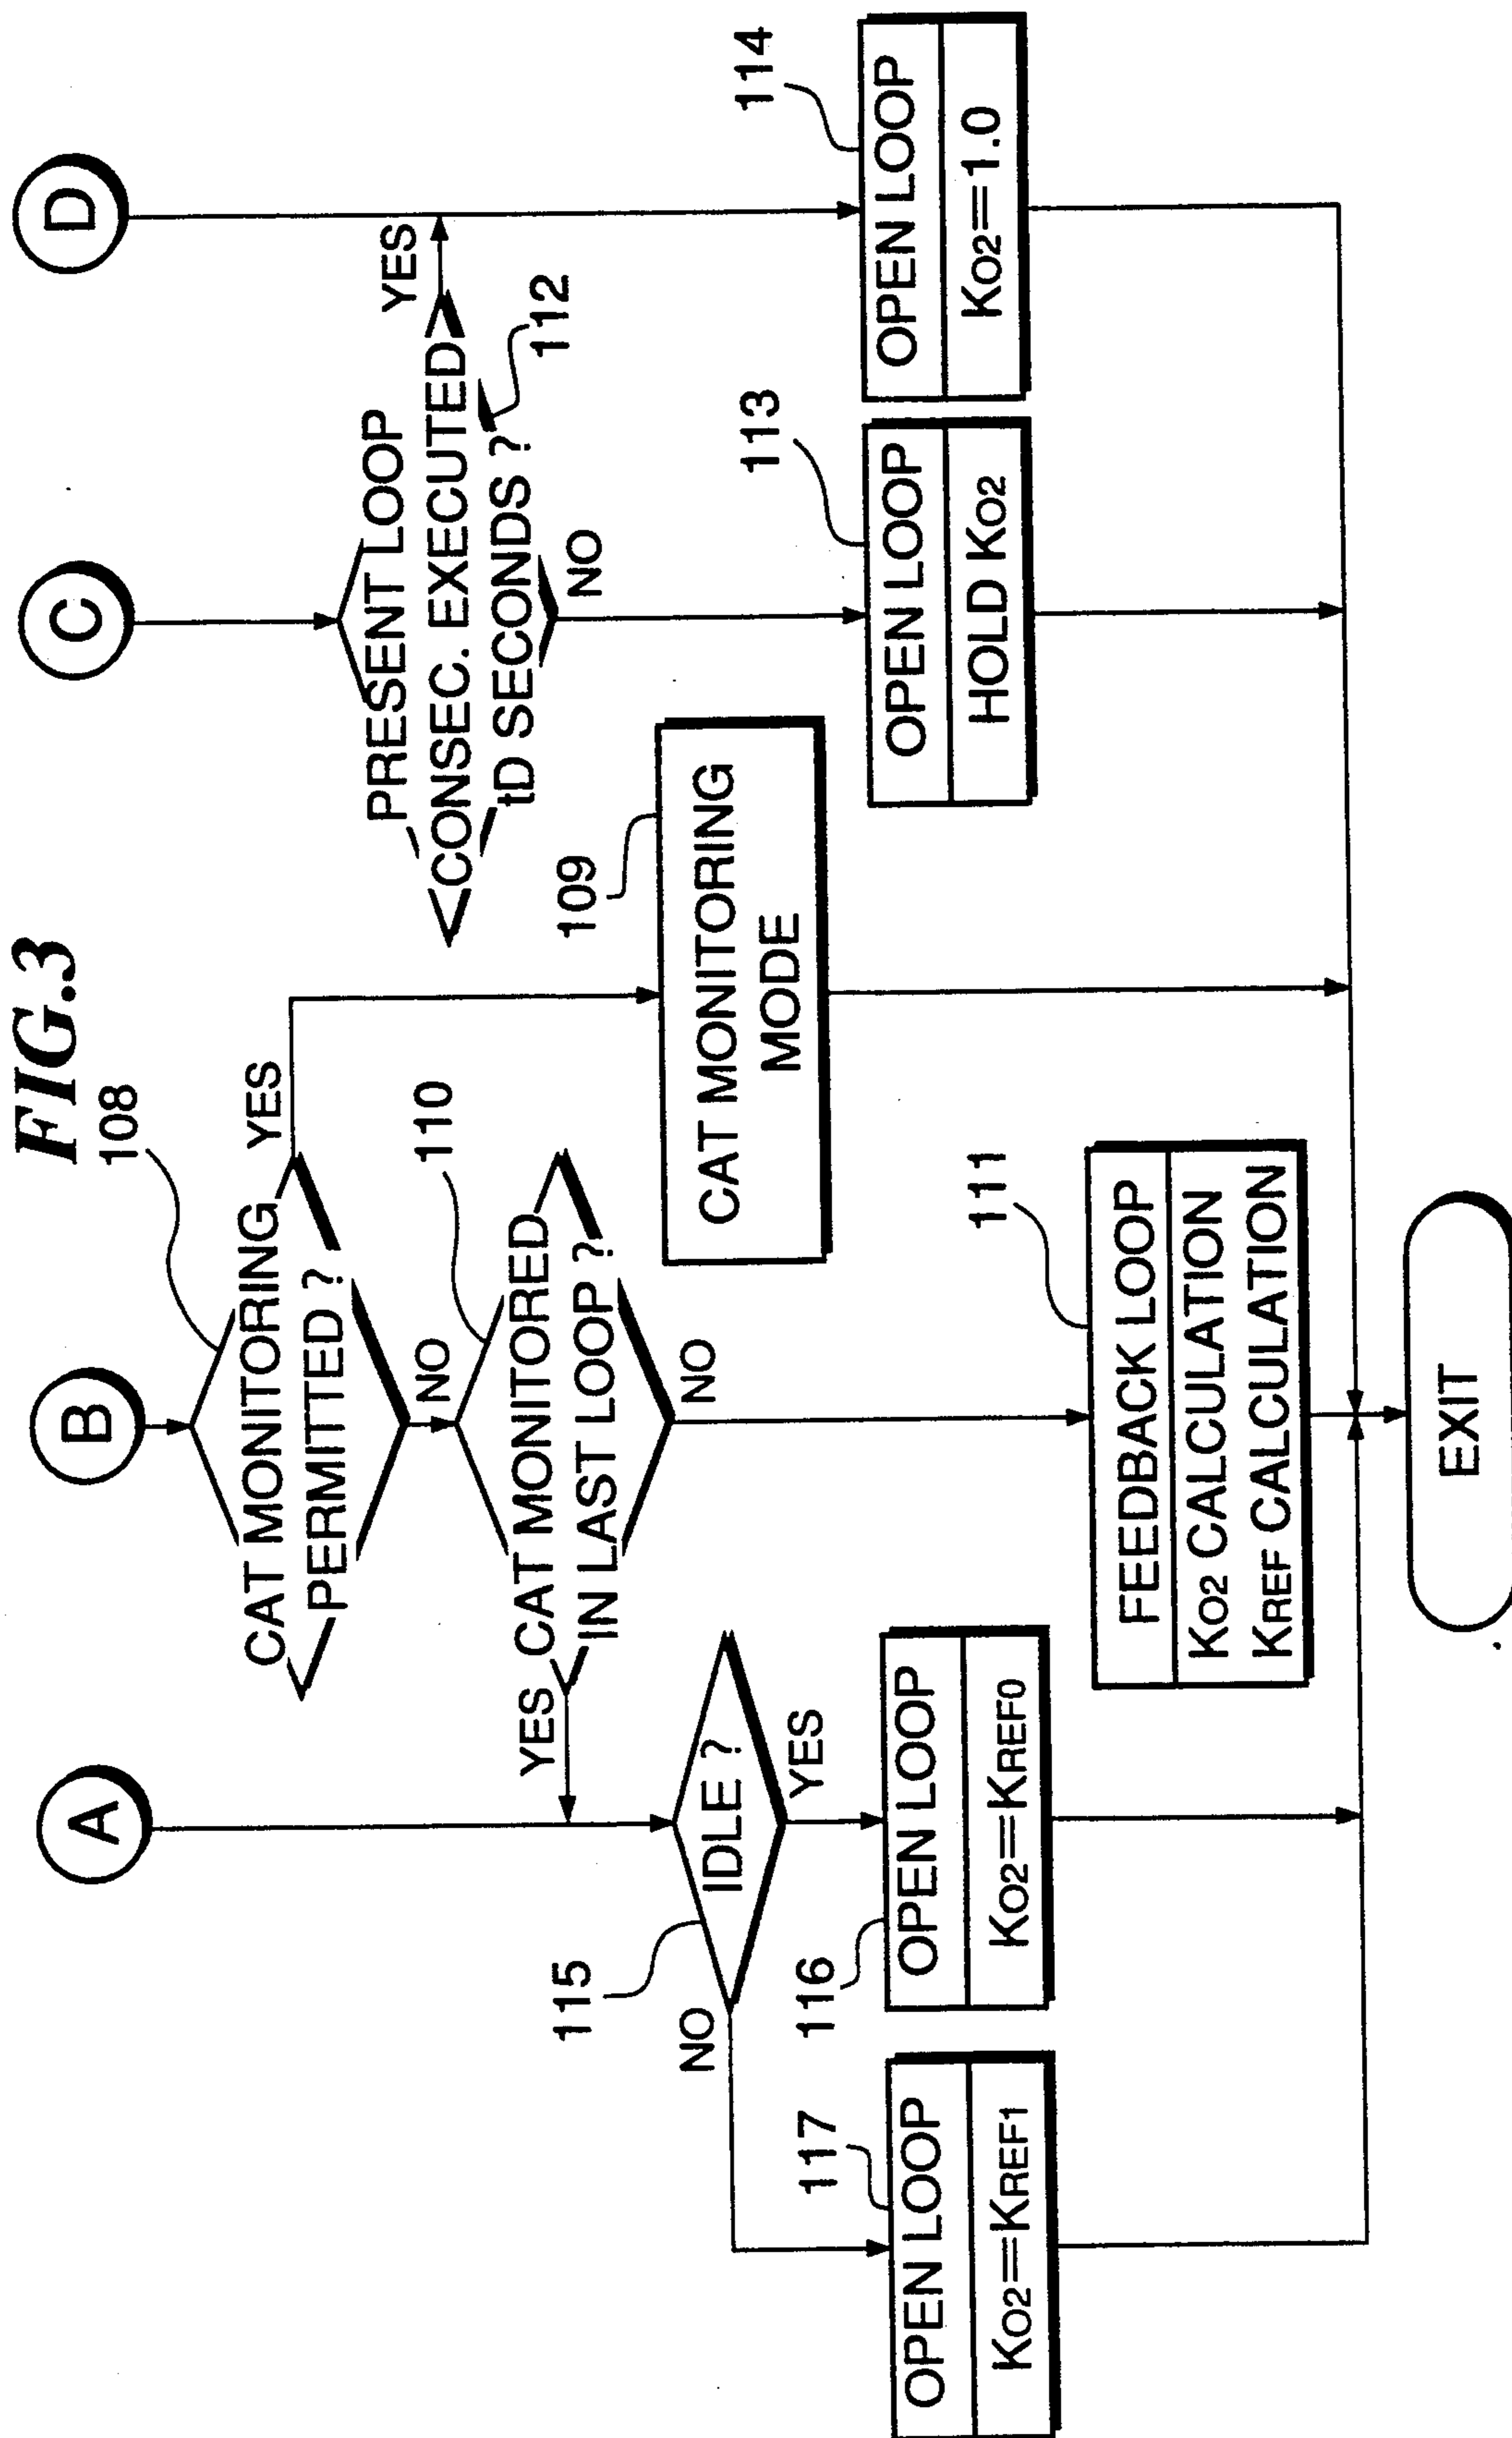 FIG.3
A
B
C
D
108
CAT MONITORING
PERMITTED ?
YES
NO
110
CAT MONITORED
IN LAST LOOP ?
YES
NO
PRESENT LOOP
CONSEC. EXECUTED
tD SECONDS ?
YES
112
NO
115
IDLE ?
NO
YES
109
CAT MONITORING
MODE
117
OPEN LOOP
KO2=KREF1
116
OPEN LOOP
KO2=KREF0
111
FEEDBACK LOOP
KO2 CALCULATION
KREF CALCULATION
113
OPEN LOOP
HOLD KO2
114
OPEN LOOP
KO2=1.0
EXIT